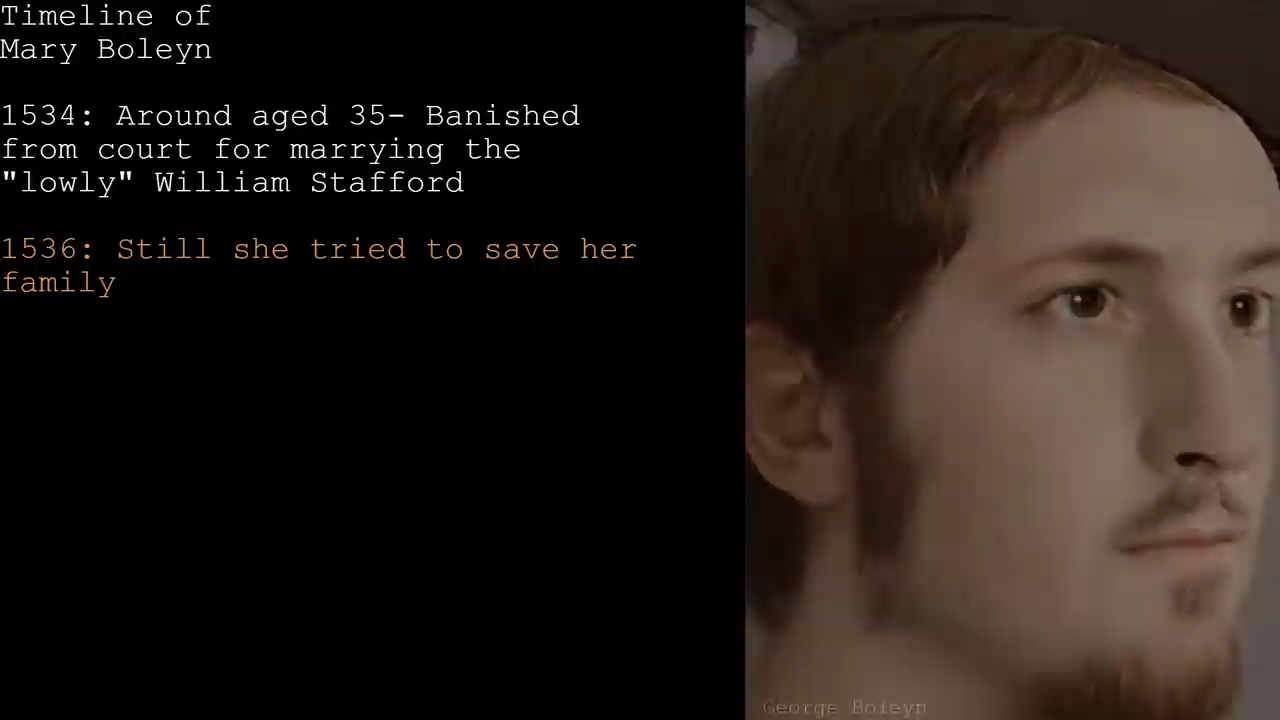 Timeline of
Mary Boleyn
1534: Around aged 35- Banished
from court for marrying the
"lowly" William Stafford
1536: Still she tried to save her
family
George Boleyn